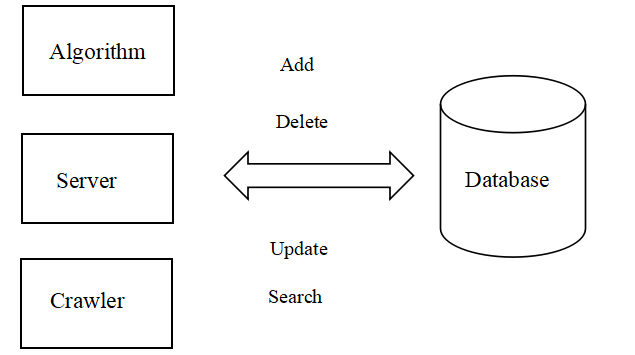 Algorithm
Server
Crawler
Add
Delete
Update
Search
Database